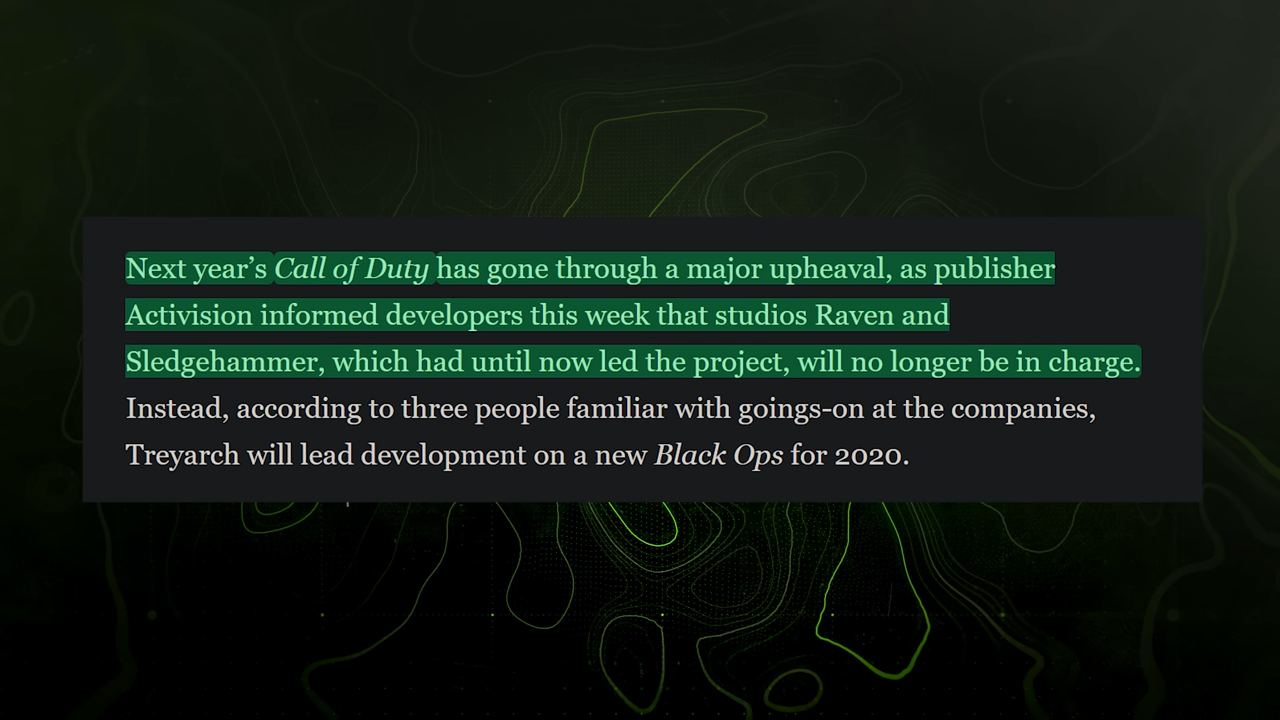 Next year’s Call of Duty has gone through a major upheaval, as publisher
Activision informed developers this week that studios Raven and
Sledgehammer, which had until now led the project, will no longer be in charge.
Instead, according to three people familiar with goings-on at the companies,
Treyarch will lead development on a new Black Ops for 2020.